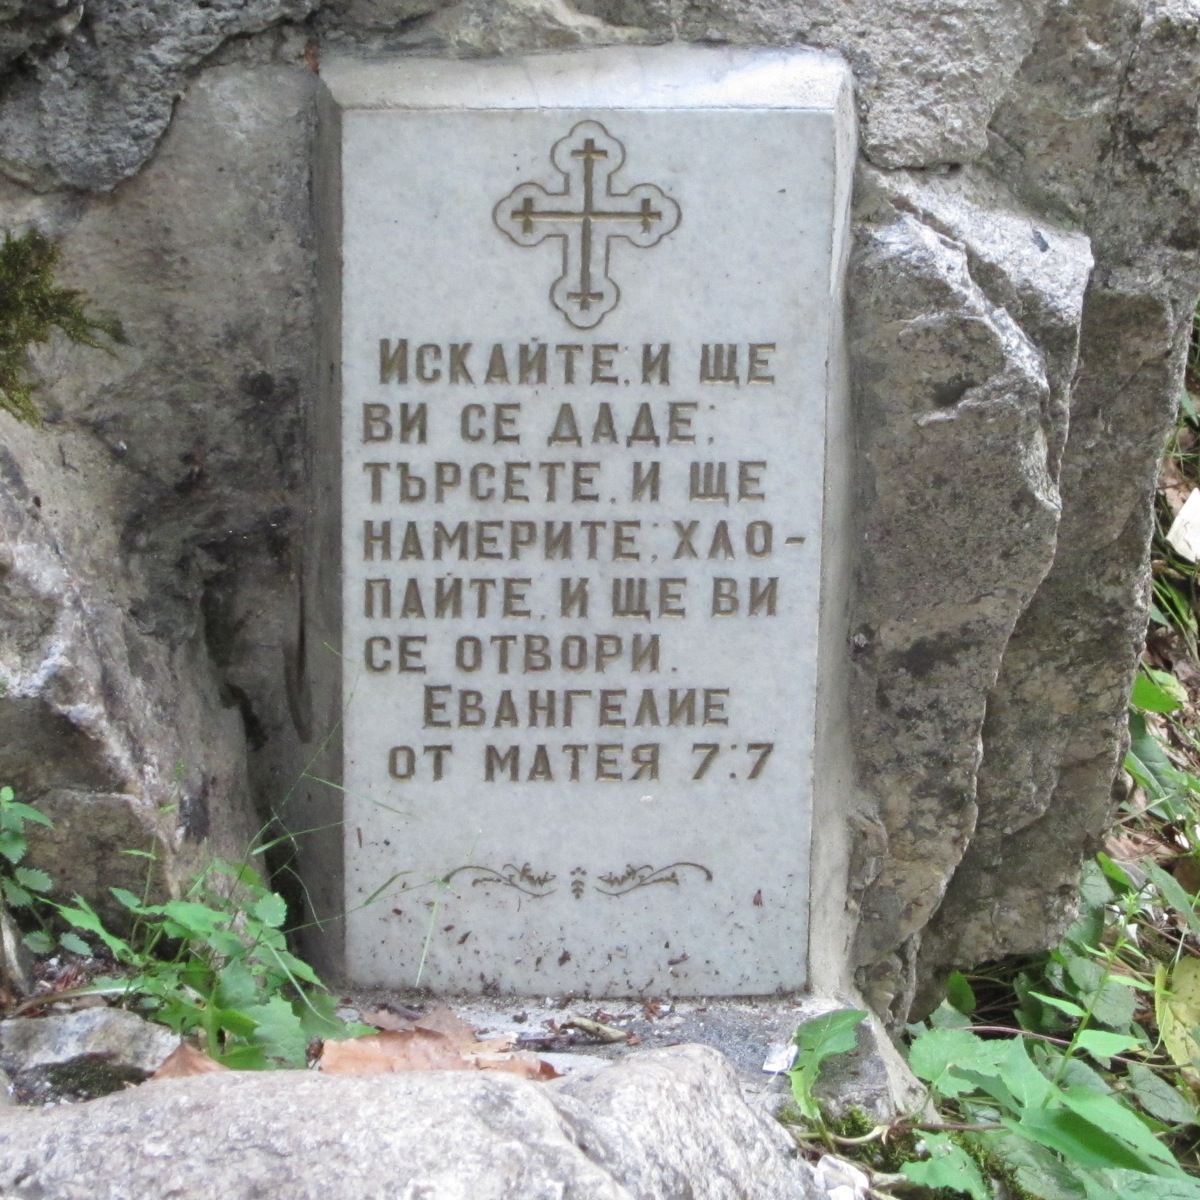 Искайте, и ще
ви се даде;
търсете, и ще
намерите; хло-
пайте, и ще ви
се отвори.
Евангелие
от Матея 7:7